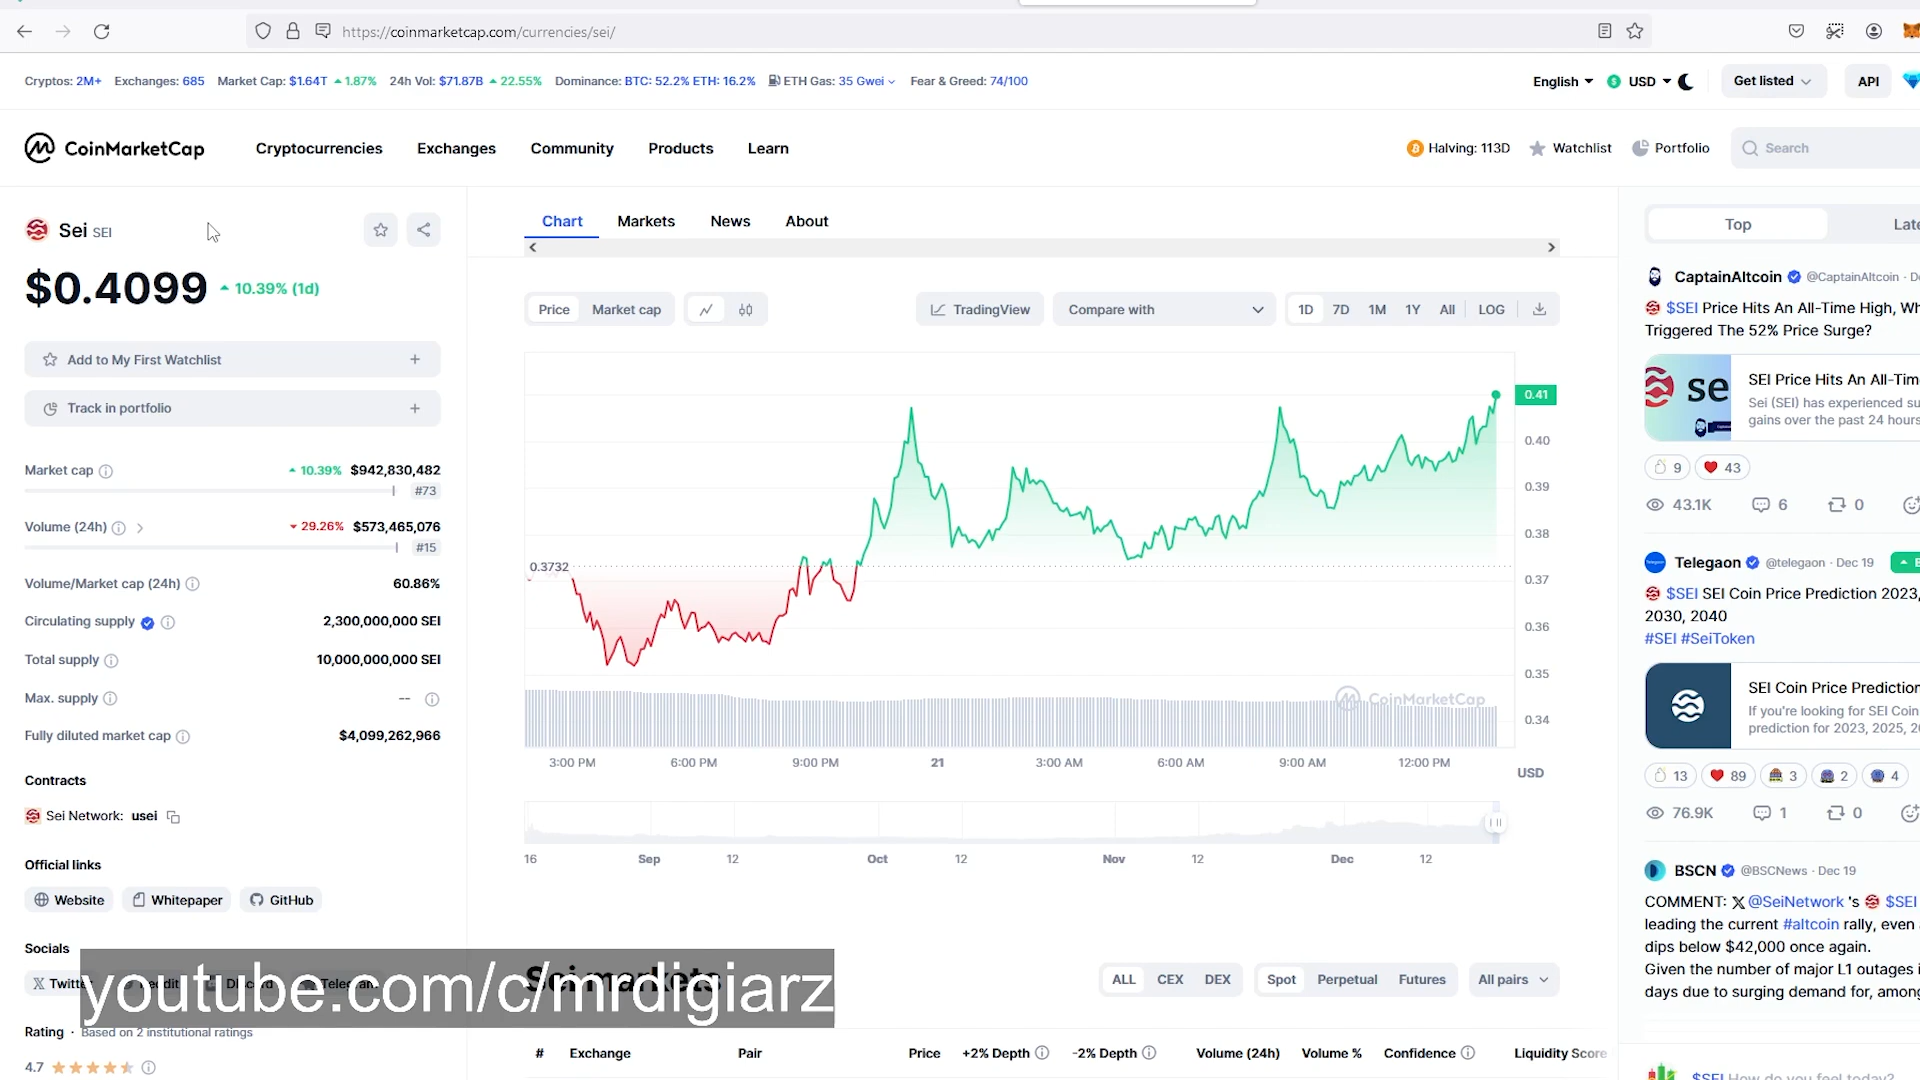 https://coinmarketcap.com/currencies/sei/
Cryptos: 2M+ Exchanges: 685 Market Cap: $1.64T 1.87% 24h Vol: $71.87B 22.55% Dominance: BTC: 52.2% ETH: 16.2% ETH Gas: 35 Gwei Fear & Greed: 74/100
English USD Get listed API
CoinMarketCap Cryptocurrencies Exchanges Community Products Learn
Halving: 113D Watchlist Portfolio Search
Sei SEI
$0.4099 10.39% (1d)
Add to My First Watchlist +
Track in portfolio +
Market cap 10.39% $942,830,482
#73
Volume (24h) 29.26% $573,465,076
#15
Volume/Market cap (24h) 60.86%
Circulating supply 2,300,000,000 SEI
Total supply 10,000,000,000 SEI
Max. supply --
Fully diluted market cap $4,099,262,966
Contracts
Sei Network: usei
Official links
Website Whitepaper GitHub
Socials
youtube.com/c/mrdigiarz
Rating · Based on 2 institutional ratings
4.7
Chart Markets News About
Price Market cap TradingView Compare with 1D 7D 1M 1Y All LOG
0.41
0.40
0.39
0.38
0.3732
0.37
0.36
0.35
CoinMarketCap
0.34
3:00 PM 6:00 PM 9:00 PM 21 3:00 AM 6:00 AM 9:00 AM 12:00 PM
USD
16 Sep 12 Oct 12 Nov 12 Dec 12
Sei markets
ALL CEX DEX Spot Perpetual Futures All pairs
# Exchange Pair Price +2% Depth -2% Depth Volume (24h) Volume % Confidence Liquidity Score
Top Late
CaptainAltcoin @CaptainAltcoin · De
$SEI Price Hits An All-Time High, Wh
Triggered The 52% Price Surge?
sei
SEI Price Hits An All-Time
Sei (SEI) has experienced su
gains over the past 24 hours
9 43
43.1K 6 0
Telegaon @telegaon · Dec 19
$SEI SEI Coin Price Prediction 2023,
2030, 2040
#SEI #SeiToken
SEI Coin Price Prediction
If you're looking for SEI Coin
prediction for 2023, 2025, 20
13 89 3 2 4
76.9K 1 0
BSCN @BSCNews · Dec 19
COMMENT: X @SeiNetwork 's $SEI
leading the current #altcoin rally, even
dips below $42,000 once again.
Given the number of major L1 outages i
days due to surging demand for, among
$SEI How do you feel today?